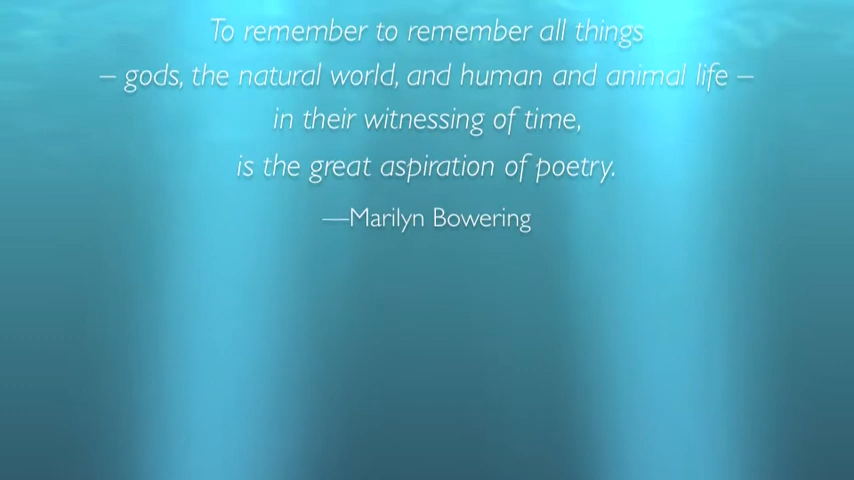 To remember to remember all things
– gods, the natural world, and human and animal life –
in their witnessing of time,
is the great aspiration of poetry.
—Marilyn Bowering